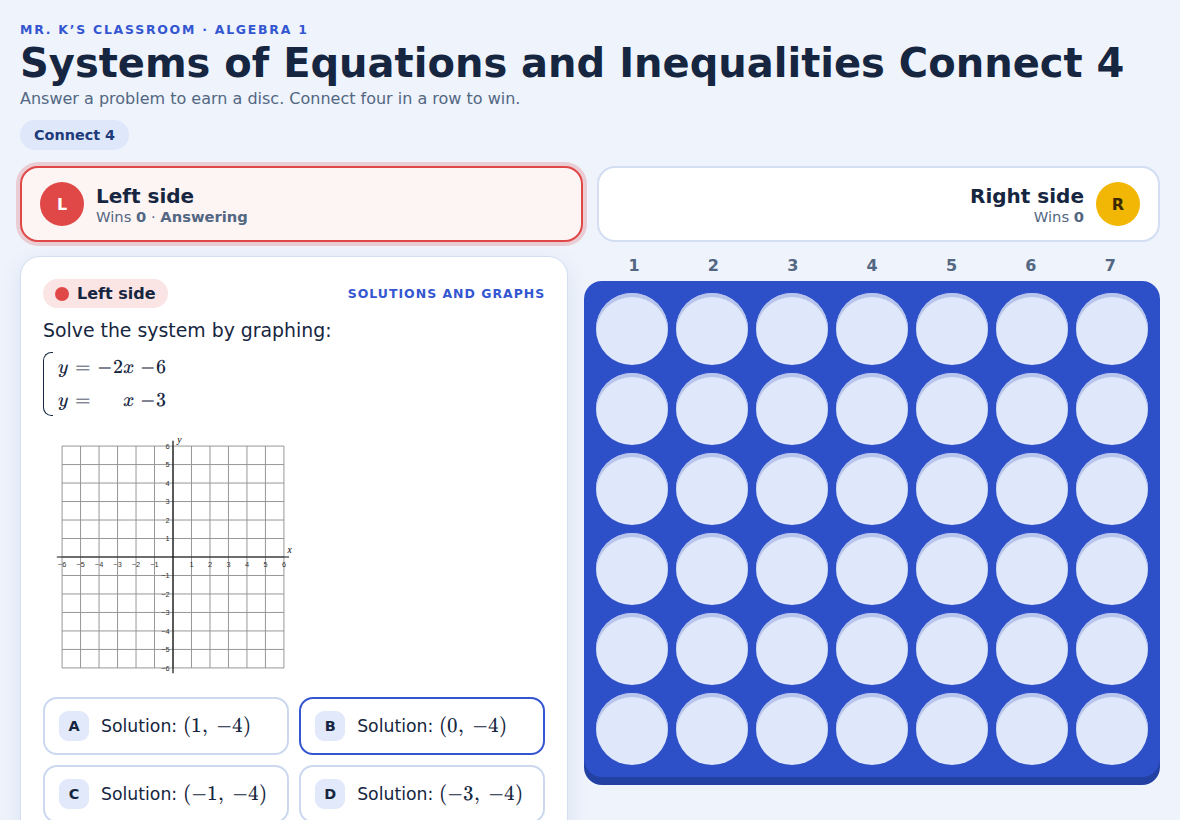 MR. K’S CLASSROOM · ALGEBRA 1
Systems of Equations and Inequalities Connect 4
Answer a problem to earn a disc. Connect four in a row to win.
Connect 4
L
Left side
Wins 0 · Answering
Right side
Wins 0
R
Left side
SOLUTIONS AND GRAPHS
Solve the system by graphing:
y = −2x −6
y = x −3
y
6
5
4
3
2
1
x
−6 −5 −4 −3 −2 −1 1 2 3 4 5 6
−1
−2
−3
−4
−5
−6
A Solution: (1, −4)
B Solution: (0, −4)
C Solution: (−1, −4)
D Solution: (−3, −4)
1 2 3 4 5 6 7